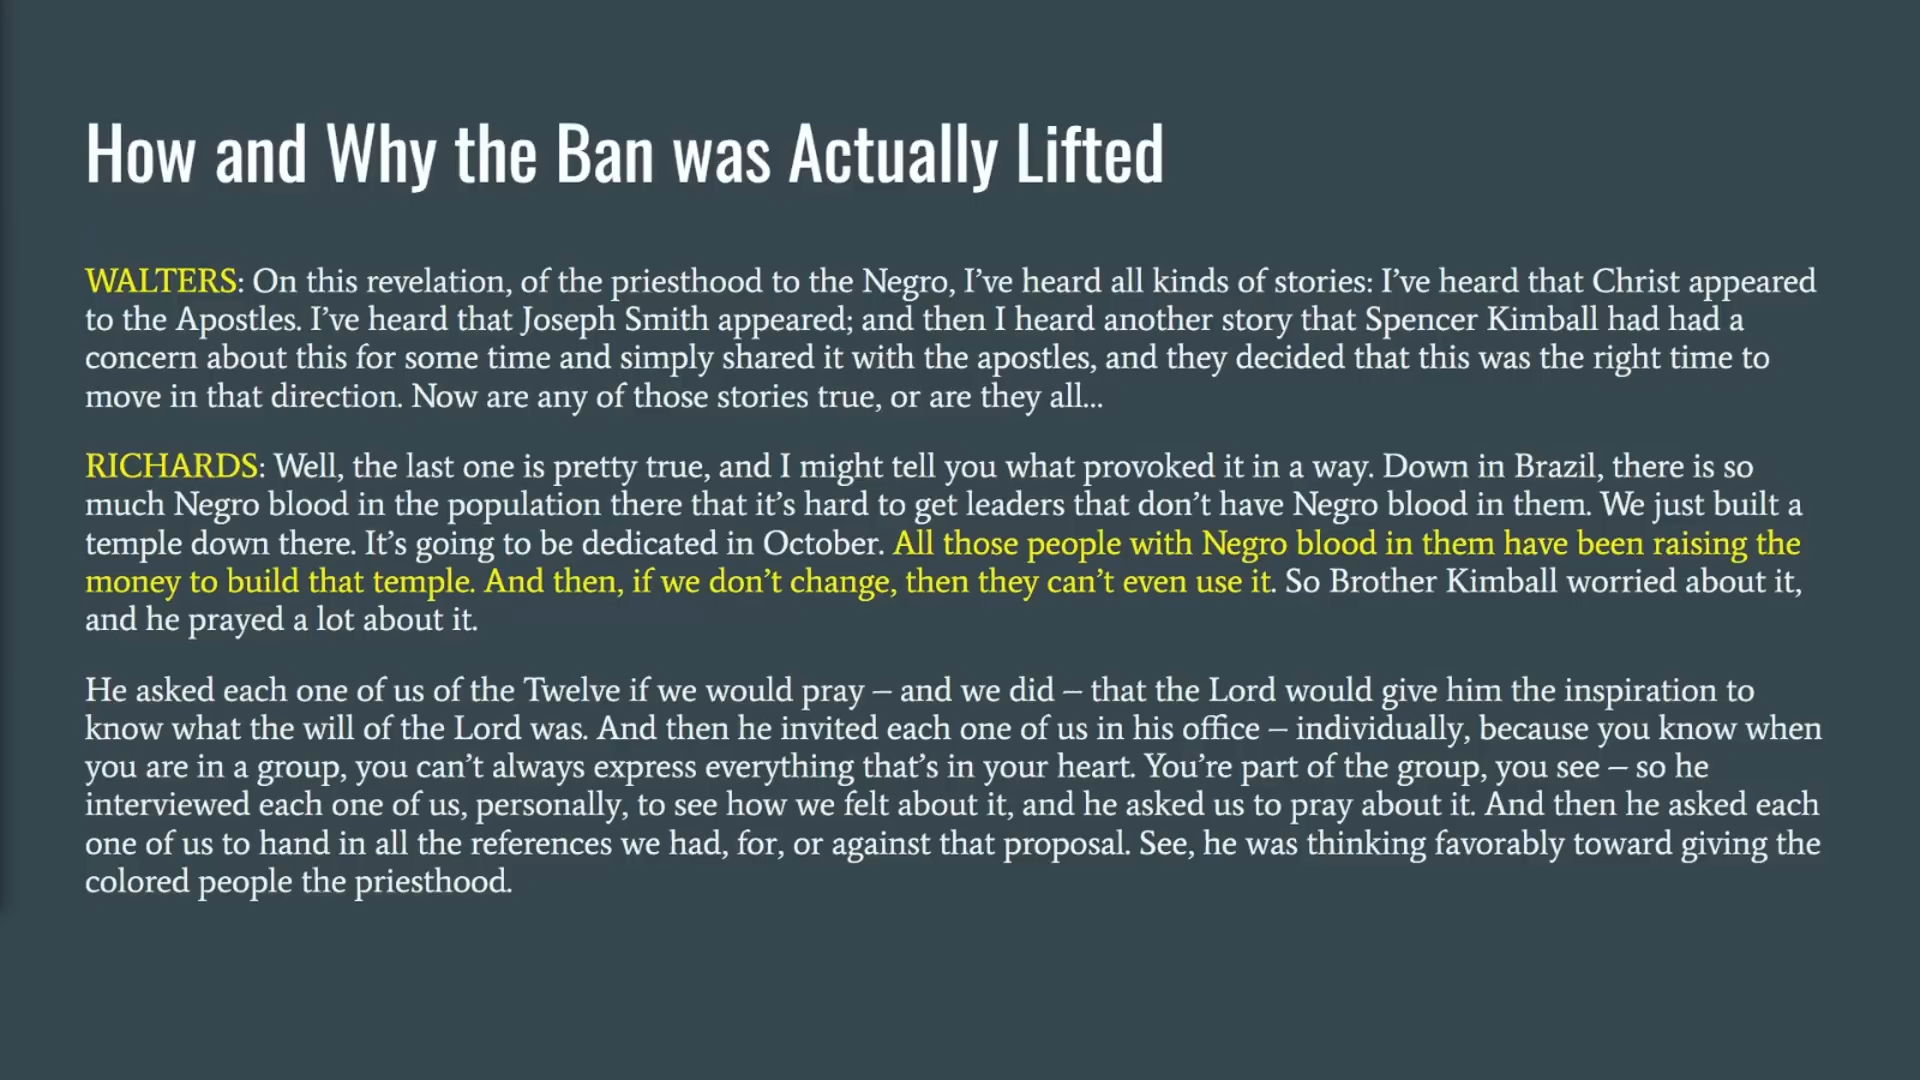 How and Why the Ban was Actually Lifted
WALTERS: On this revelation, of the priesthood to the Negro, I’ve heard all kinds of stories: I’ve heard that Christ appeared
to the Apostles. I’ve heard that Joseph Smith appeared; and then I heard another story that Spencer Kimball had had a
concern about this for some time and simply shared it with the apostles, and they decided that this was the right time to
move in that direction. Now are any of those stories true, or are they all...
RICHARDS: Well, the last one is pretty true, and I might tell you what provoked it in a way. Down in Brazil, there is so
much Negro blood in the population there that it’s hard to get leaders that don’t have Negro blood in them. We just built a
temple down there. It’s going to be dedicated in October. All those people with Negro blood in them have been raising the
money to build that temple. And then, if we don’t change, then they can’t even use it. So Brother Kimball worried about it,
and he prayed a lot about it.
He asked each one of us of the Twelve if we would pray – and we did – that the Lord would give him the inspiration to
know what the will of the Lord was. And then he invited each one of us in his office – individually, because you know when
you are in a group, you can’t always express everything that’s in your heart. You’re part of the group, you see – so he
interviewed each one of us, personally, to see how we felt about it, and he asked us to pray about it. And then he asked each
one of us to hand in all the references we had, for, or against that proposal. See, he was thinking favorably toward giving the
colored people the priesthood.